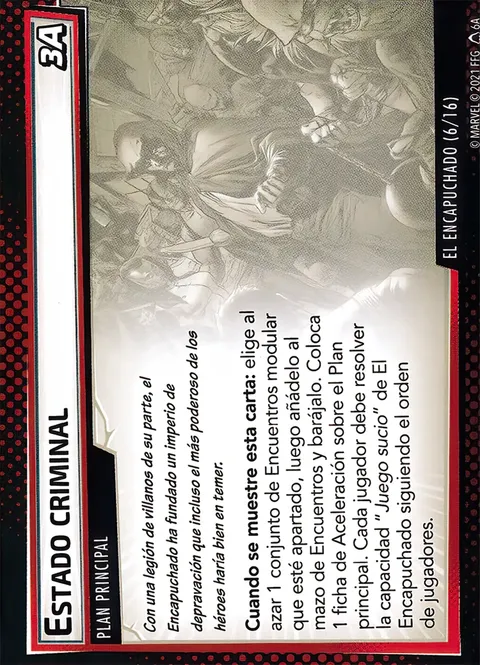 ESTADO CRIMINAL
3A
PLAN PRINCIPAL
Con una legión de villanos de su parte, el
Encapuchado ha fundado un imperio de
depravación que incluso el más poderoso de los
héroes haría bien en temer.
Cuando se muestre esta carta: elige al
azar 1 conjunto de Encuentros modular
que esté apartado, luego añádelo al
mazo de Encuentros y barájalo. Coloca
1 ficha de Aceleración sobre el Plan
principal. Cada jugador debe resolver
la capacidad "Juego sucio" de El
Encapuchado siguiendo el orden
de jugadores.
EL ENCAPUCHADO (6/16)
© MARVEL © 2021 FFG 6A